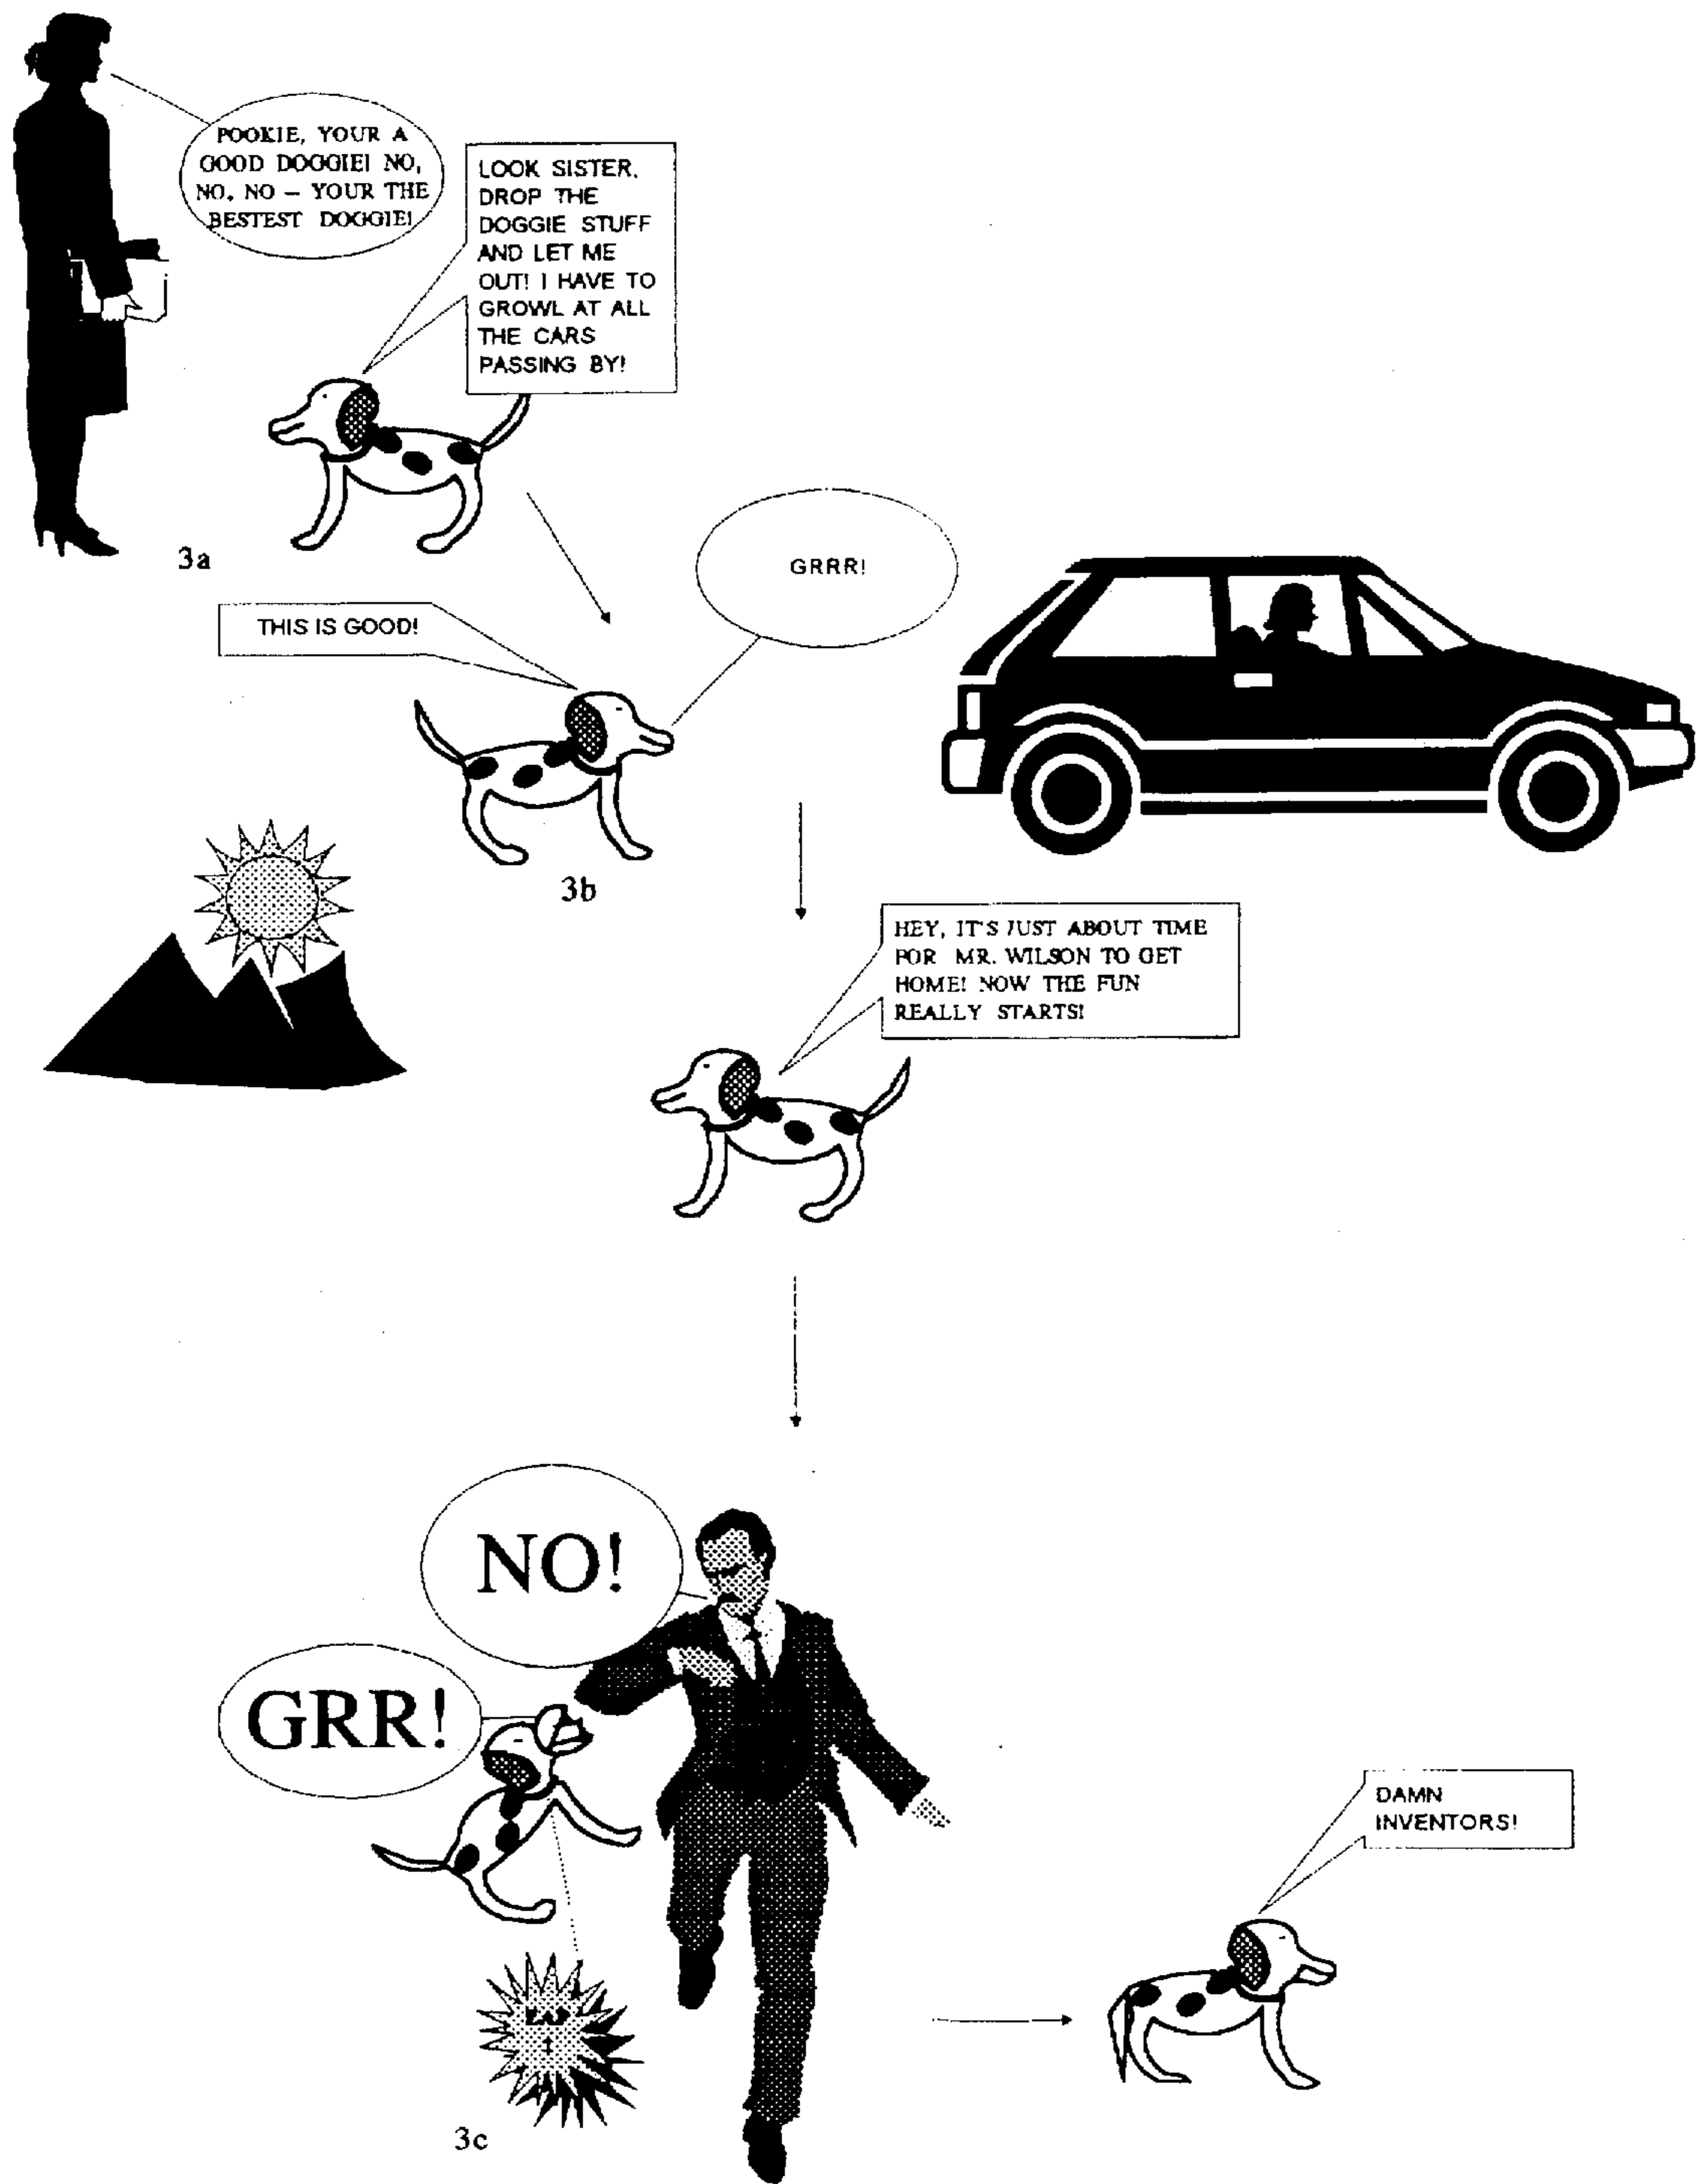 POOKIE, YOUR A
GOOD DOGGIE! NO,
NO, NO – YOUR THE
BESTEST DOGGIE!
LOOK SISTER,
DROP THE
DOGGIE STUFF
AND LET ME
OUT! I HAVE TO
GROWL AT ALL
THE CARS
PASSING BY!
3a
GRRR!
THIS IS GOOD!
3b
HEY, IT'S JUST ABOUT TIME
FOR MR. WILSON TO GET
HOME! NOW THE FUN
REALLY STARTS!
NO!
GRR!
DAMN
INVENTORS!
ZAP
!
3c